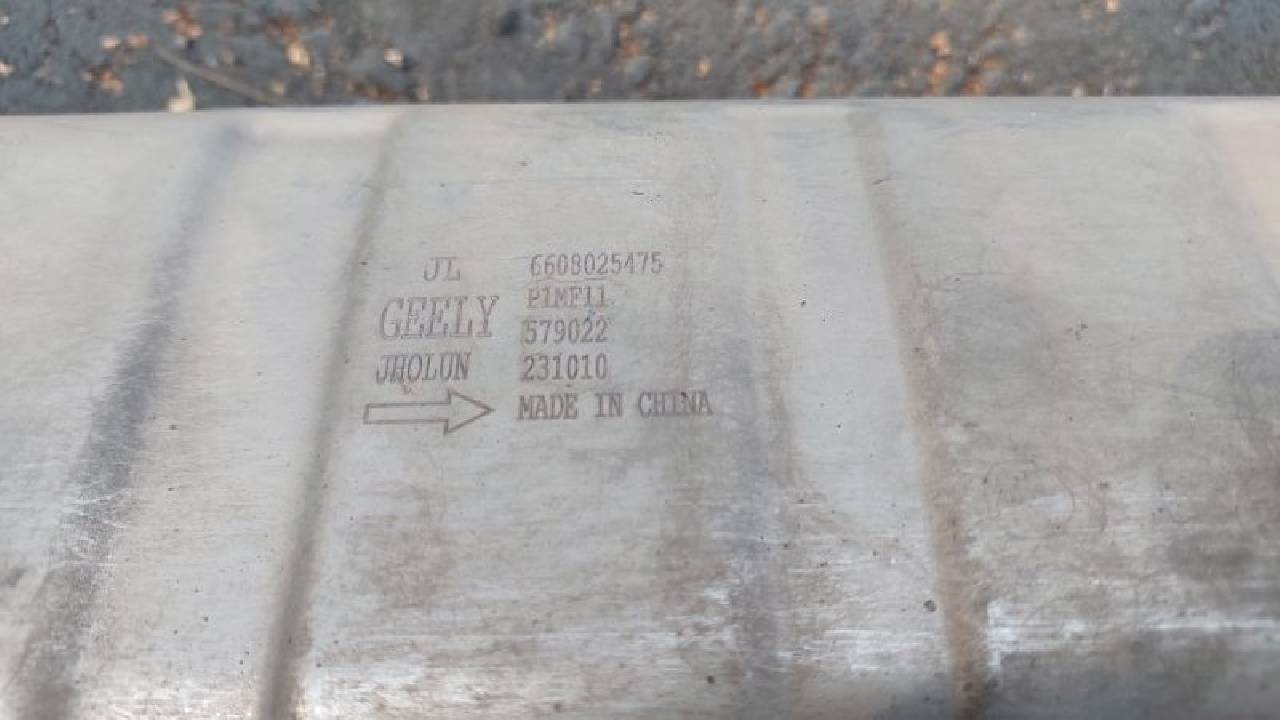 JL 6608025475
GEELY P1MF11
579022
JHOLUN 231010
MADE IN CHINA